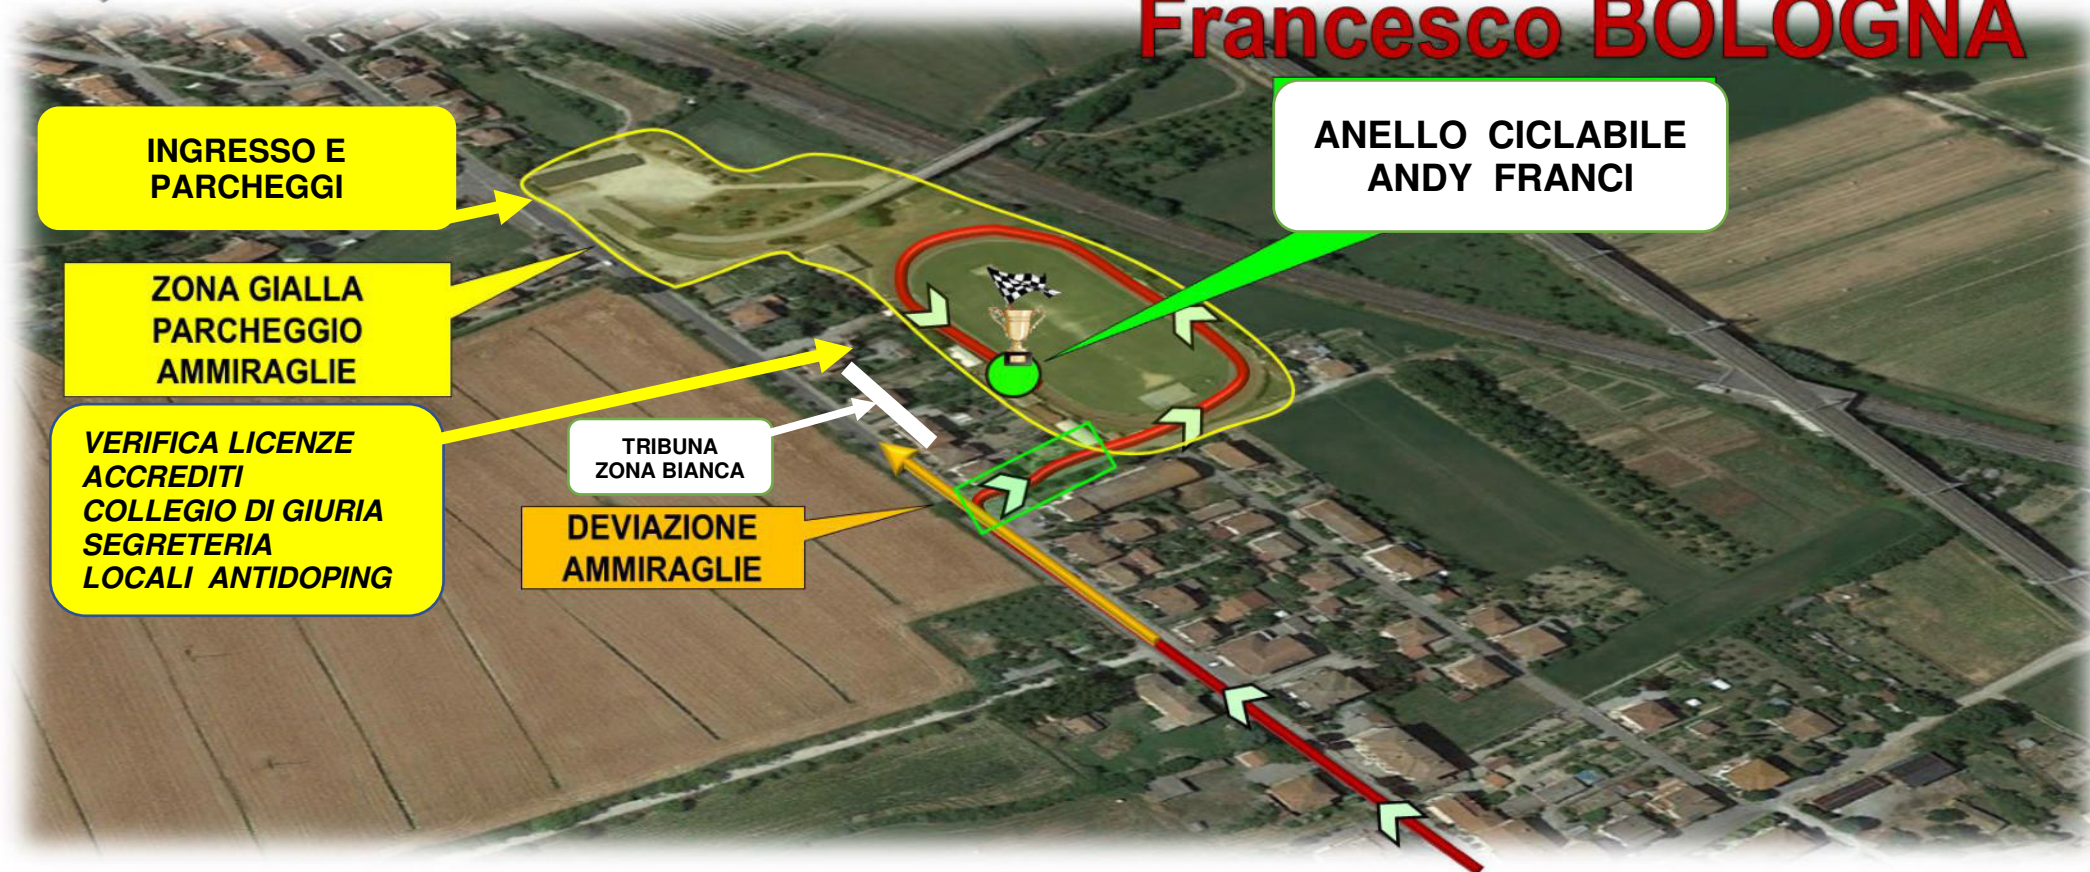 Francesco BOLOGNA
INGRESSO E
PARCHEGGI
ANELLO CICLABILE
ANDY FRANCI
ZONA GIALLA
PARCHEGGIO
AMMIRAGLIE
VERIFICA LICENZE
ACCREDITI
COLLEGIO DI GIURIA
SEGRETERIA
LOCALI ANTIDOPING
TRIBUNA
ZONA BIANCA
DEVIAZIONE
AMMIRAGLIE